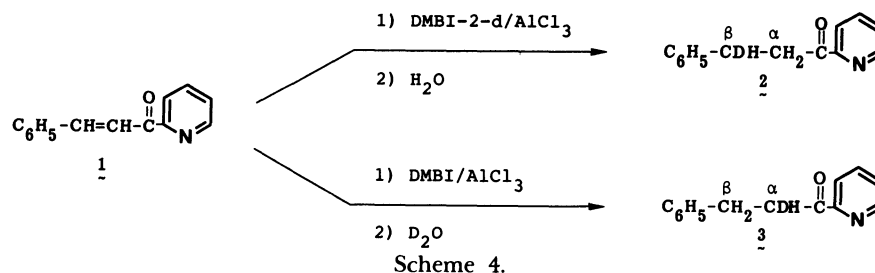 1) DMBI-2-d/AlCl₃
2) H₂O
β α O
C₆H₅-CDH-CH₂-C
N
2
O
C₆H₅-CH=CH-C
N
1
1) DMBI/AlCl₃
2) D₂O
β α O
C₆H₅-CH₂-CDH-C
N
3
Scheme 4.